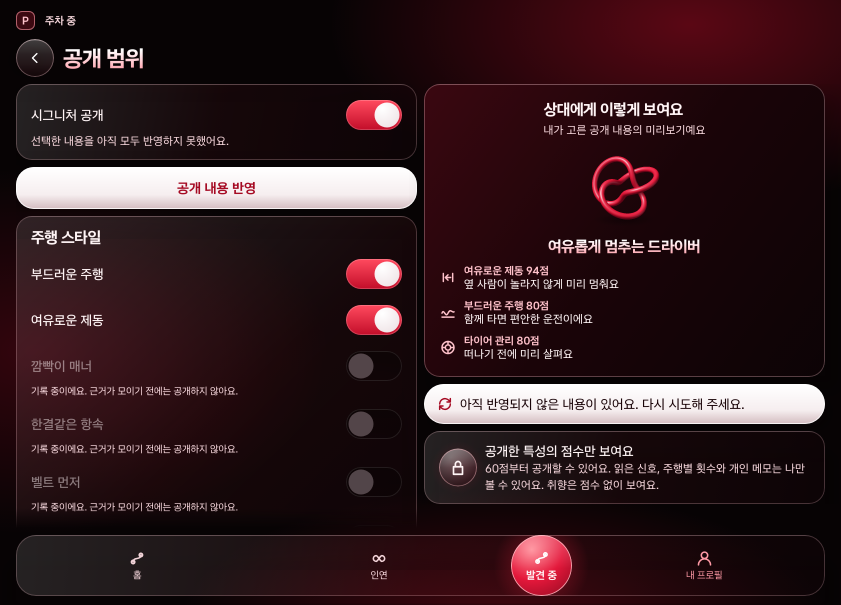 P 주차 중
공개 범위
시그니처 공개
선택한 내용을 아직 모두 반영하지 못했어요.
공개 내용 반영
주행 스타일
부드러운 주행
여유로운 제동
깜빡이 매너
기록 중이에요. 근거가 모이기 전에는 공개하지 않아요.
한결같은 항속
기록 중이에요. 근거가 모이기 전에는 공개하지 않아요.
벨트 먼저
기록 중이에요. 근거가 모이기 전에는 공개하지 않아요.
상대에게 이렇게 보여요
내가 고른 공개 내용의 미리보기예요
여유롭게 멈추는 드라이버
여유로운 제동 94점
옆 사람이 놀라지 않게 미리 멈춰요
부드러운 주행 80점
함께 타면 편안한 운전이에요
타이어 관리 80점
떠나기 전에 미리 살펴요
아직 반영되지 않은 내용이 있어요. 다시 시도해 주세요.
공개한 특성의 점수만 보여요
60점부터 공개할 수 있어요. 읽은 신호, 주행별 횟수와 개인 메모는 나만
볼 수 있어요. 취향은 점수 없이 보여요.
홈
인연
발견 중
내 프로필